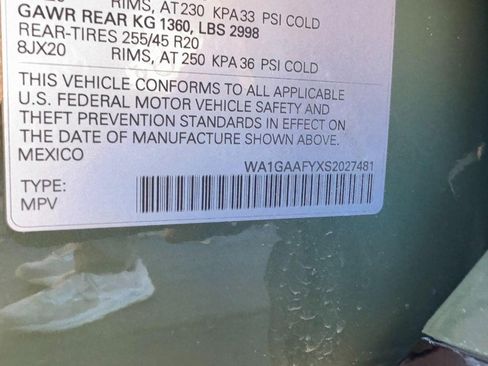 RIMS, AT 230 KPA 33 PSI COLD
GAWR REAR KG 1360, LBS 2998
REAR-TIRES 255/45 R20
8JX20 RIMS, AT 250 KPA 36 PSI COLD
THIS VEHICLE CONFORMS TO ALL APPLICABLE
U.S. FEDERAL MOTOR VEHICLE SAFETY AND
THEFT PREVENTION STANDARDS IN EFFECT ON
THE DATE OF MANUFACTURE SHOWN ABOVE.
MEXICO
WA1GAAFYXS2027481
TYPE:
MPV